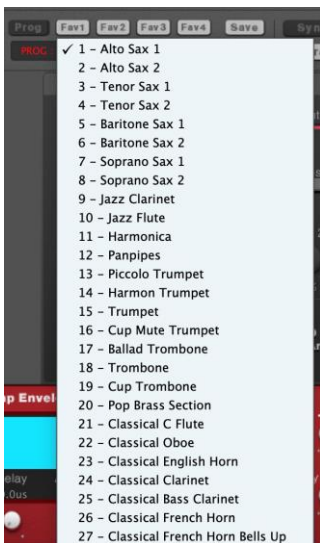 Prog Fav1 Fav2 Fav3 Fav4 Save Syn
PROG
✓ 1 – Alto Sax 1
2 – Alto Sax 2
3 – Tenor Sax 1
4 – Tenor Sax 2
5 – Baritone Sax 1
6 – Baritone Sax 2
7 – Soprano Sax 1
8 – Soprano Sax 2
9 – Jazz Clarinet
10 – Jazz Flute
11 – Harmonica
12 – Panpipes
13 – Piccolo Trumpet
14 – Harmon Trumpet
15 – Trumpet
16 – Cup Mute Trumpet
17 – Ballad Trombone
18 – Trombone
19 – Cup Trombone
20 – Pop Brass Section
21 – Classical C Flute
22 – Classical Oboe
23 – Classical English Horn
24 – Classical Clarinet
25 – Classical Bass Clarinet
26 – Classical French Horn
27 – Classical French Horn Bells Up
np Envel
elay
.0us